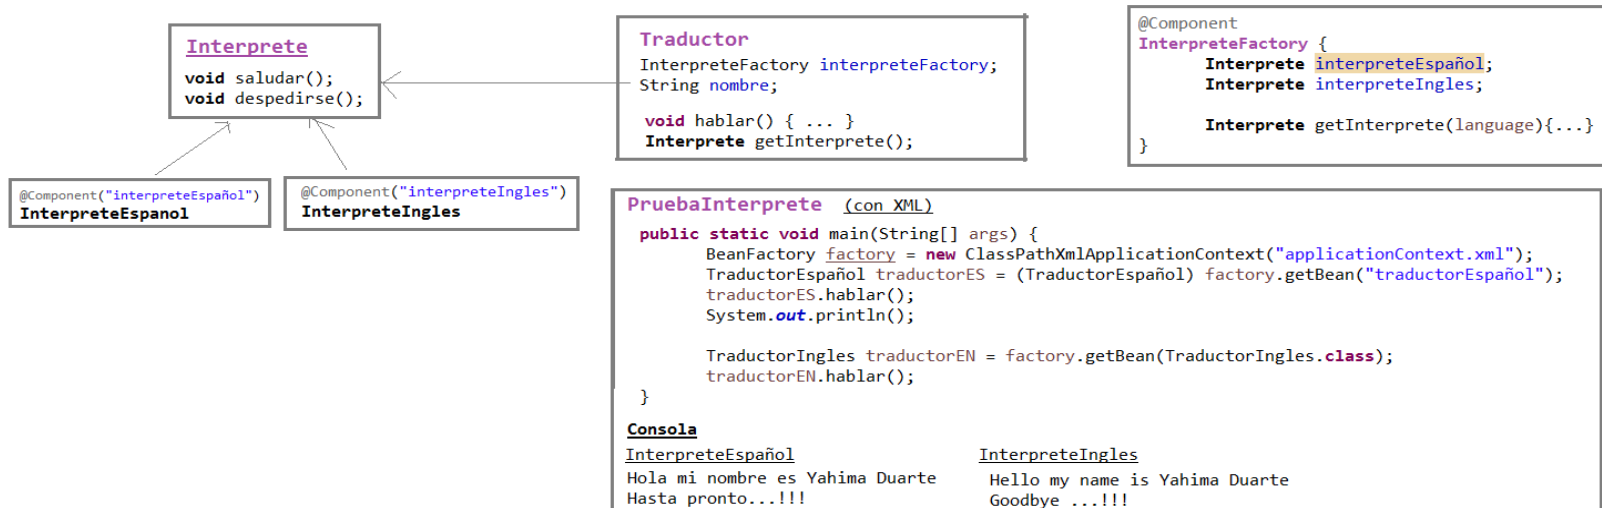 Interprete
void saludar();
void despedirse();
@Component("interpreteEspañol")
InterpreteEspanol
@Component("interpreteIngles")
InterpreteIngles
Traductor
InterpreteFactory interpreteFactory;
String nombre;
void hablar() { ... }
Interprete getInterprete();
@Component
InterpreteFactory {
Interprete interpreteEspañol;
Interprete interpreteIngles;
Interprete getInterprete(language){...}
}
PruebaInterprete (con XML)
public static void main(String[] args) {
BeanFactory factory = new ClassPathXmlApplicationContext("applicationContext.xml");
TraductorEspañol traductorES = (TraductorEspañol) factory.getBean("traductorEspañol");
traductorES.hablar();
System.out.println();
TraductorIngles traductorEN = factory.getBean(TraductorIngles.class);
traductorEN.hablar();
}
Consola
InterpreteEspañol
Hola mi nombre es Yahima Duarte
Hasta pronto...!!!
InterpreteIngles
Hello my name is Yahima Duarte
Goodbye ...!!!